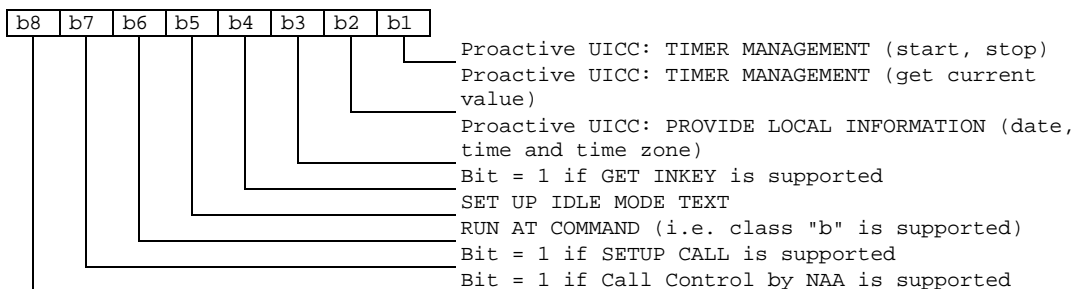 b8 b7 b6 b5 b4 b3 b2 b1
Proactive UICC: TIMER MANAGEMENT (start, stop)
Proactive UICC: TIMER MANAGEMENT (get current
value)
Proactive UICC: PROVIDE LOCAL INFORMATION (date,
time and time zone)
Bit = 1 if GET INKEY is supported
SET UP IDLE MODE TEXT
RUN AT COMMAND (i.e. class "b" is supported)
Bit = 1 if SETUP CALL is supported
Bit = 1 if Call Control by NAA is supported